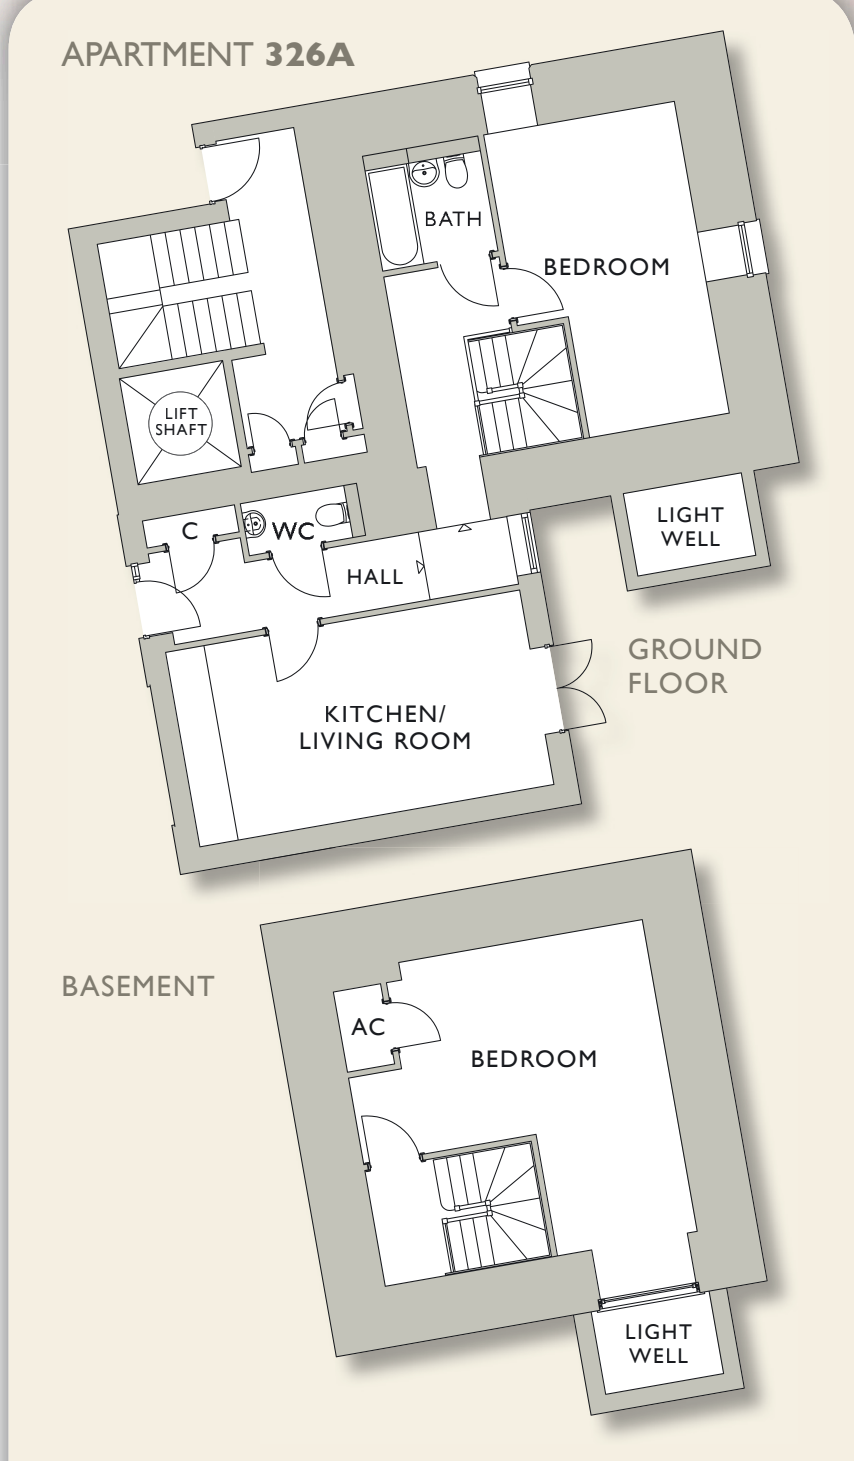 APARTMENT 326A
BATH
BEDROOM
LIFT
SHAFT
C
WC
HALL
LIGHT
WELL
GROUND
FLOOR
KITCHEN/
LIVING ROOM
BASEMENT
AC
BEDROOM
LIGHT
WELL